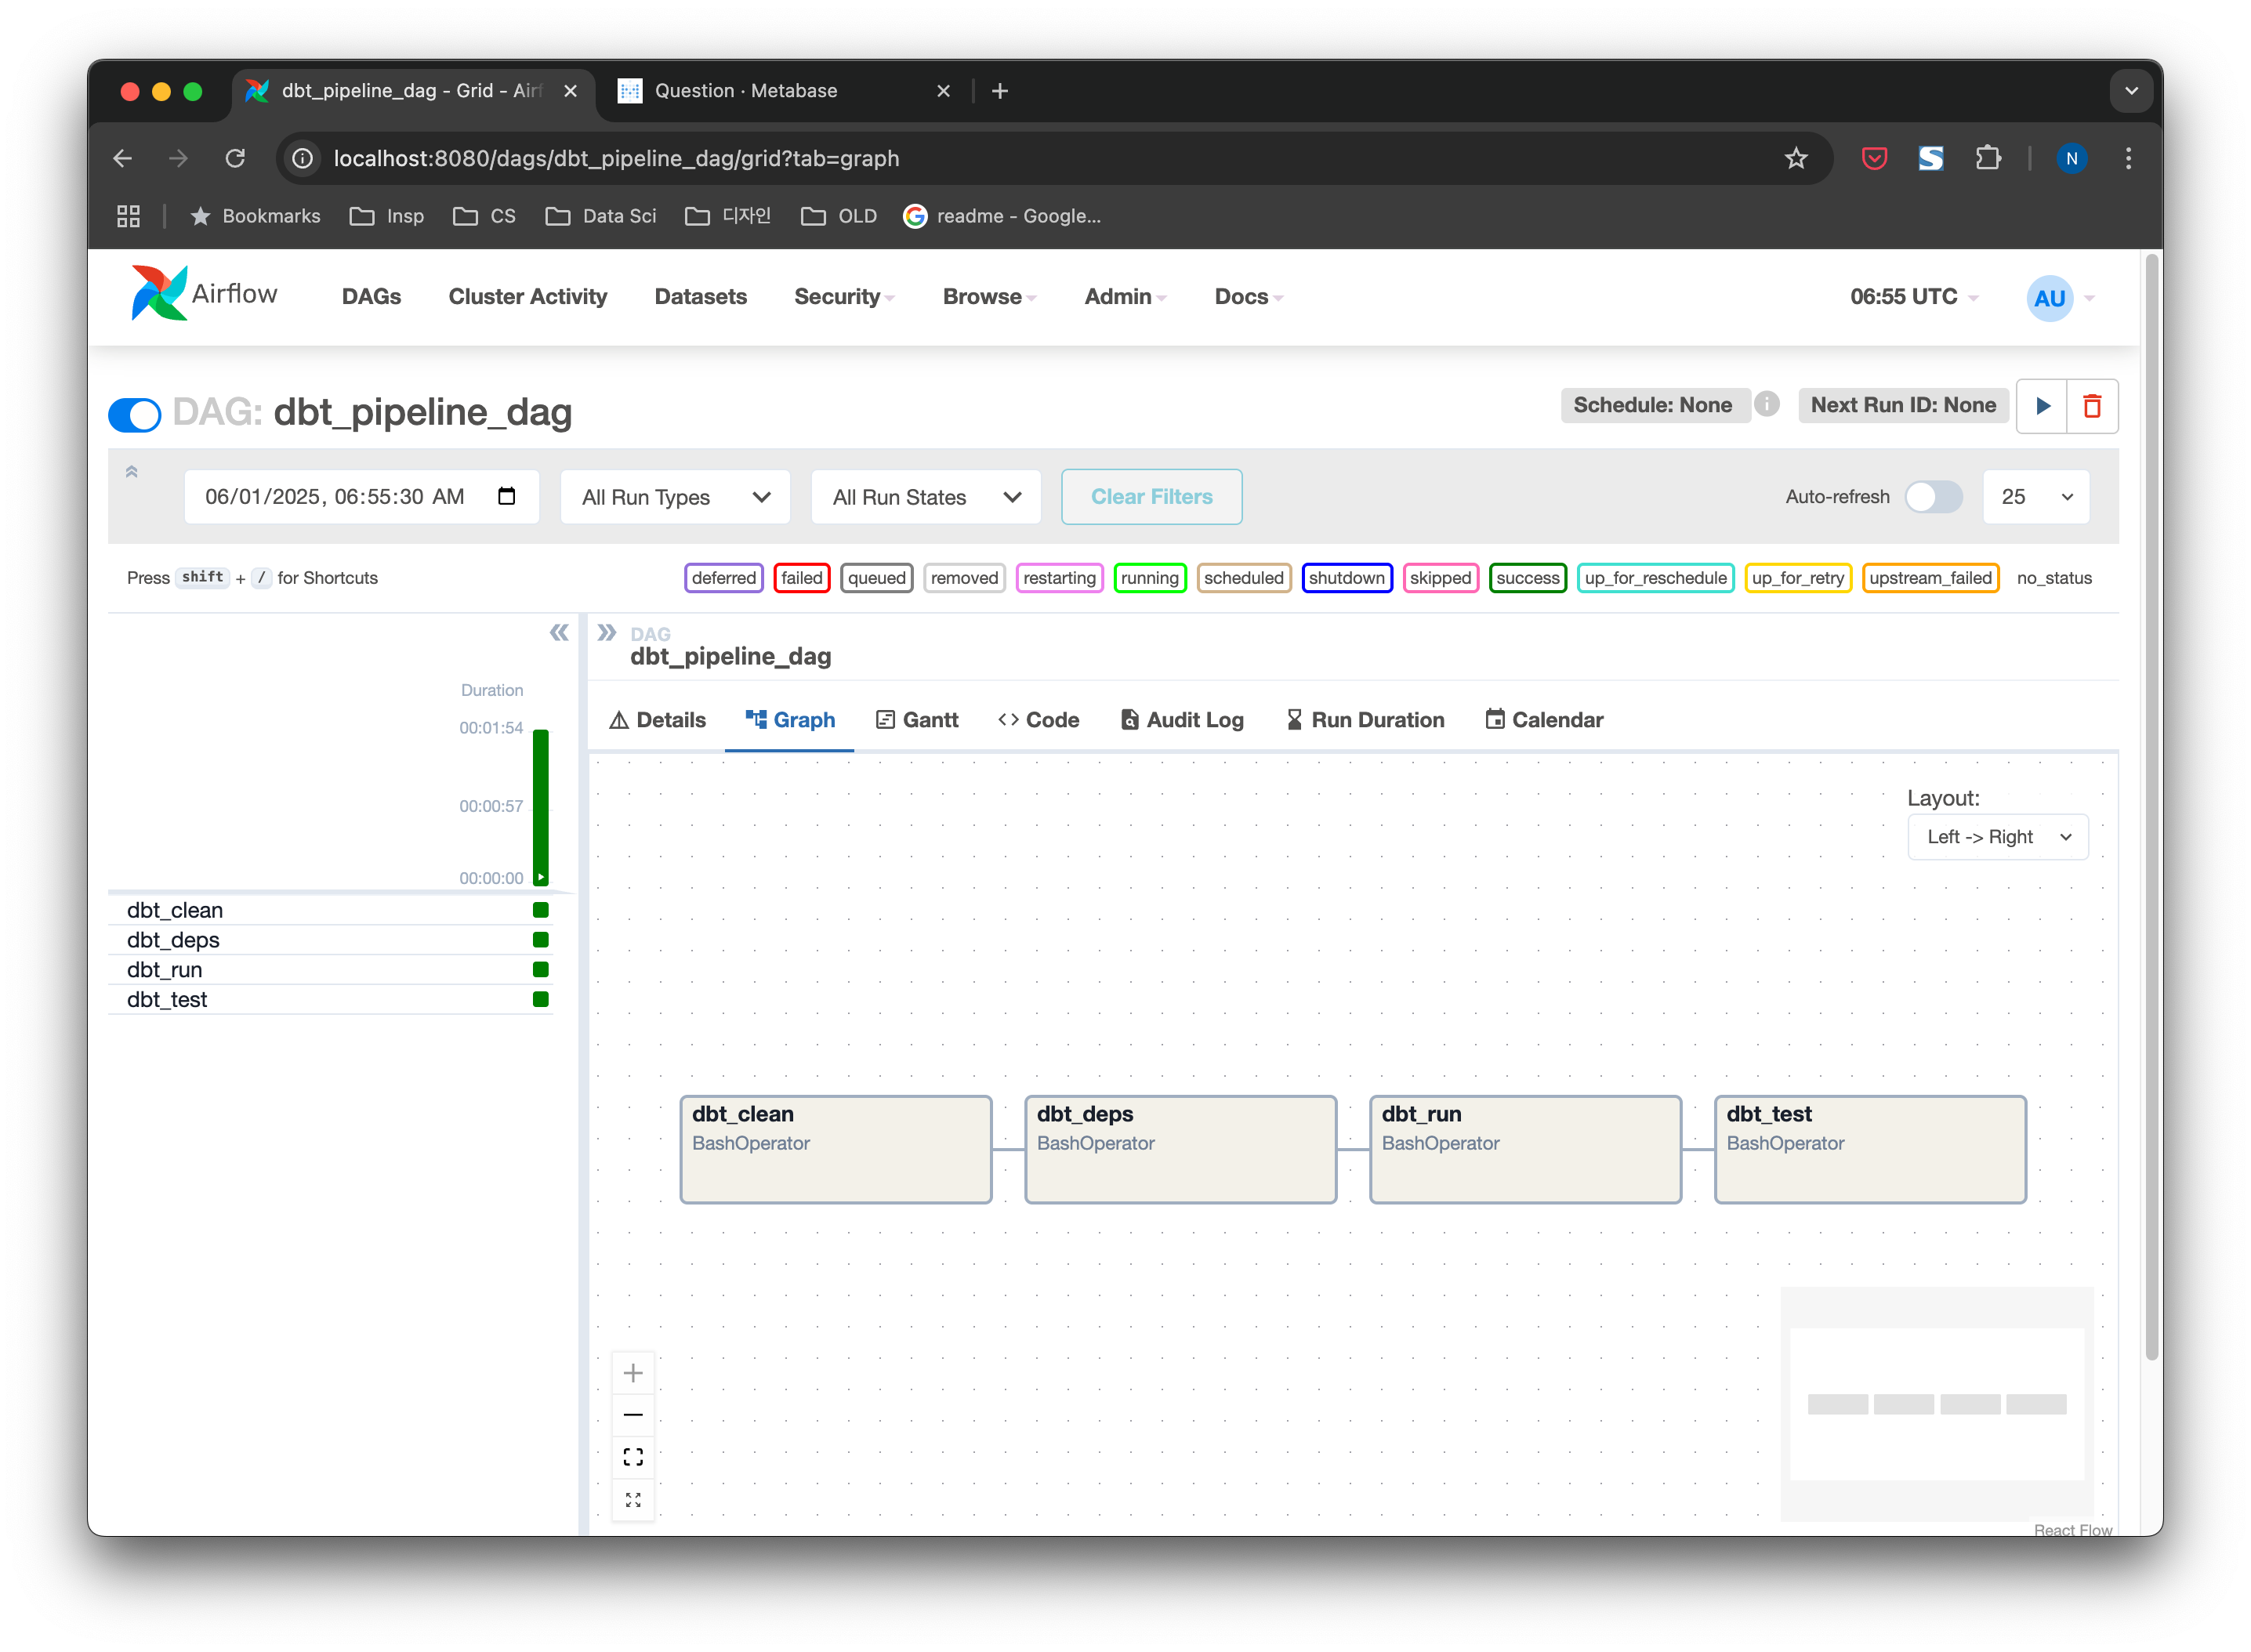 dbt_pipeline_dag - Grid - Airf
Question · Metabase
localhost:8080/dags/dbt_pipeline_dag/grid?tab=graph
N
Bookmarks Insp CS Data Sci 디자인 OLD readme - Google...
Airflow DAGs Cluster Activity Datasets Security Browse Admin Docs 06:55 UTC AU
DAG: dbt_pipeline_dag Schedule: None Next Run ID: None
06/01/2025, 06:55:30 AM All Run Types All Run States Clear Filters Auto-refresh 25
Press shift + / for Shortcuts deferred failed queued removed restarting running scheduled shutdown skipped success up_for_reschedule up_for_retry upstream_failed no_status
Duration
00:01:54
00:00:57
00:00:00
dbt_clean
dbt_deps
dbt_run
dbt_test
DAG
dbt_pipeline_dag
Details Graph Gantt Code Audit Log Run Duration Calendar
Layout:
Left -> Right
dbt_clean
BashOperator
dbt_deps
BashOperator
dbt_run
BashOperator
dbt_test
BashOperator
React Flow